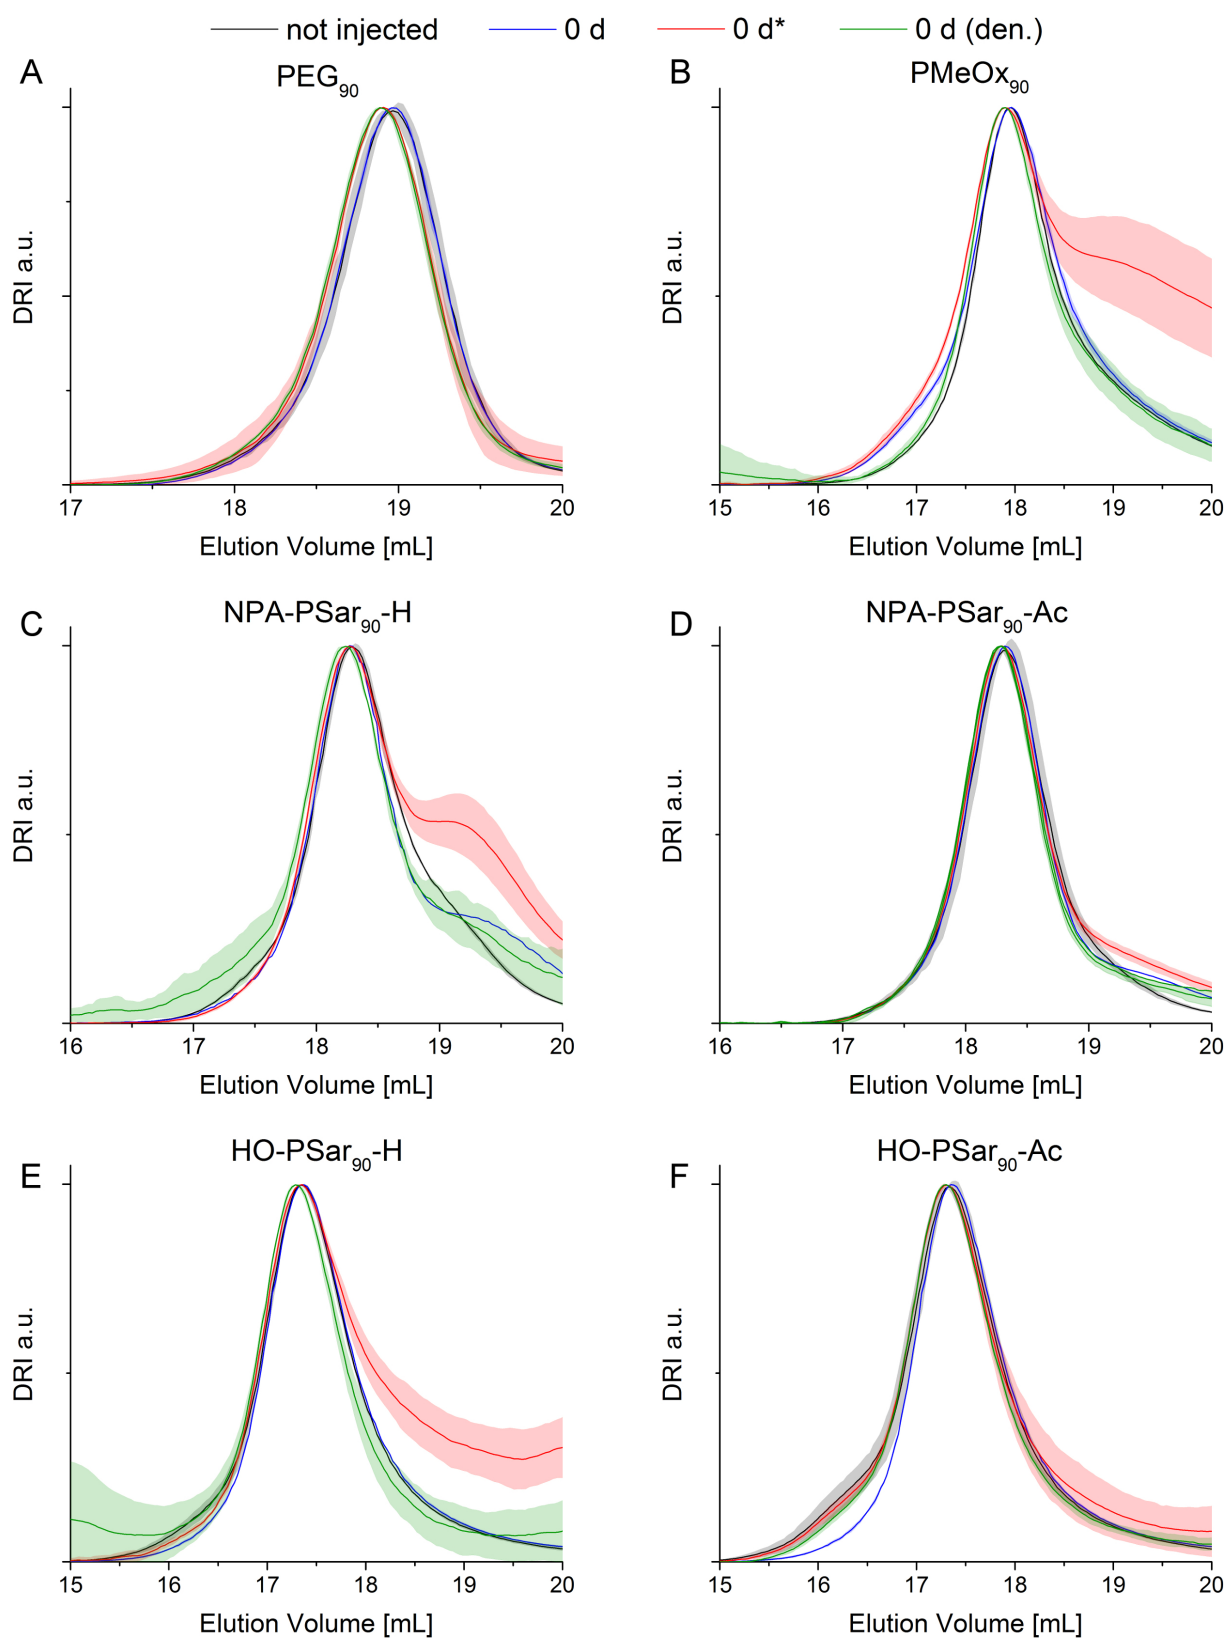 not injected 0 d 0 d* 0 d (den.)
A PEG90 B PMeOx90
DRI a.u. DRI a.u.
17 18 19 20 15 16 17 18 19 20
Elution Volume [mL] Elution Volume [mL]
C NPA-PSar90-H D NPA-PSar90-Ac
DRI a.u. DRI a.u.
16 17 18 19 20 16 17 18 19 20
Elution Volume [mL] Elution Volume [mL]
E HO-PSar90-H F HO-PSar90-Ac
DRI a.u. DRI a.u.
15 16 17 18 19 20 15 16 17 18 19 20
Elution Volume [mL] Elution Volume [mL]